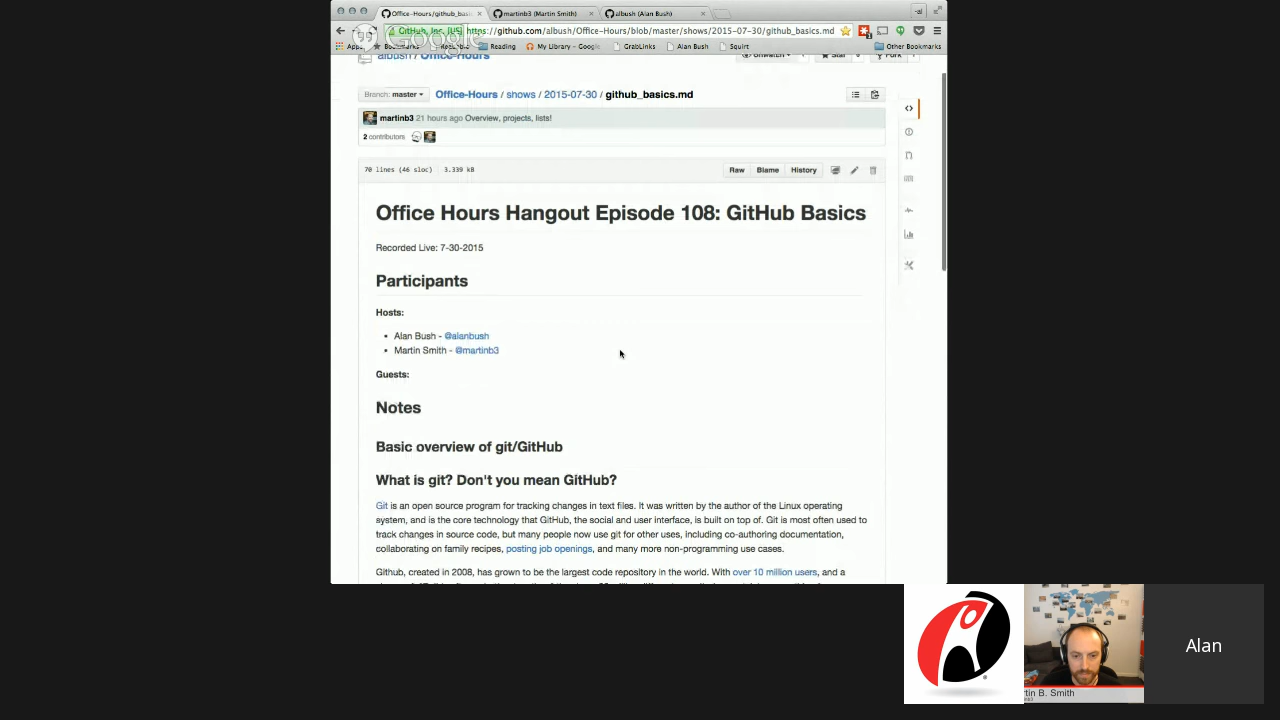 Office-Hours/github_basi
martinb3 (Martin Smith)
albush (Alan Bush)
GitHub, Inc. [US] https://github.com/albush/Office-Hours/blob/master/shows/2015-07-30/github_basics.md
Google
Reading My Library – Google GrabLinks Alan Bush Squirt Other Bookmarks
albush / Office-Hours Unwatch Star Fork
Branch: master Office-Hours / shows / 2015-07-30 / github_basics.md
martinb3 21 hours ago Overview, projects, lists!
2 contributors
70 lines (46 sloc) 3.339 kB Raw Blame History
Office Hours Hangout Episode 108: GitHub Basics
Recorded Live: 7-30-2015
Participants
Hosts:
• Alan Bush - @alanbush
• Martin Smith - @martinb3
Guests:
Notes
Basic overview of git/GitHub
What is git? Don't you mean GitHub?
Git is an open source program for tracking changes in text files. It was written by the author of the Linux operating
system, and is the core technology that GitHub, the social and user interface, is built on top of. Git is most often used to
track changes in source code, but many people now use git for other uses, including co-authoring documentation,
collaborating on family recipes, posting job openings, and many more non-programming use cases.
Github, created in 2008, has grown to be the largest code repository in the world. With over 10 million users, and a
tin B. Smith
Alan